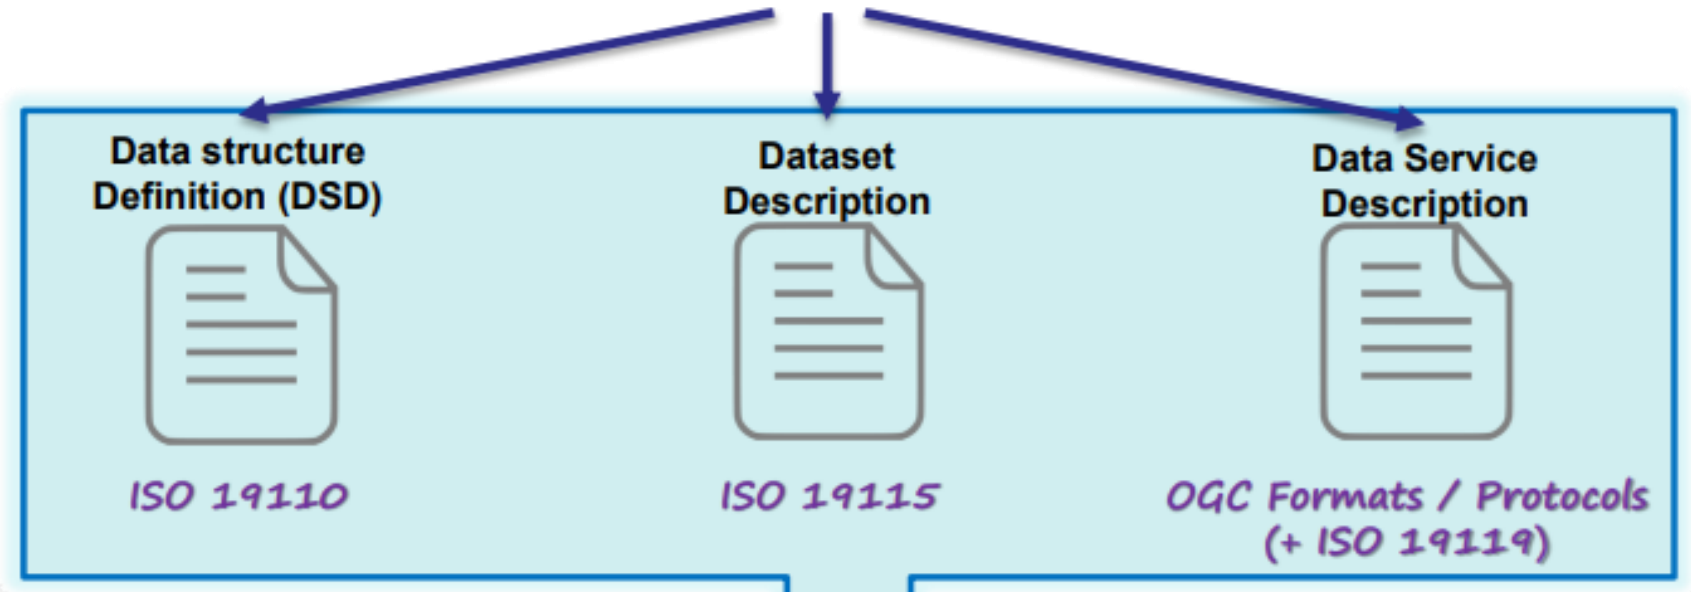 Data structure
Definition (DSD)
Dataset
Description
Data Service
Description
ISO 19110
ISO 19115
OGC Formats / Protocols
(+ ISO 19119)